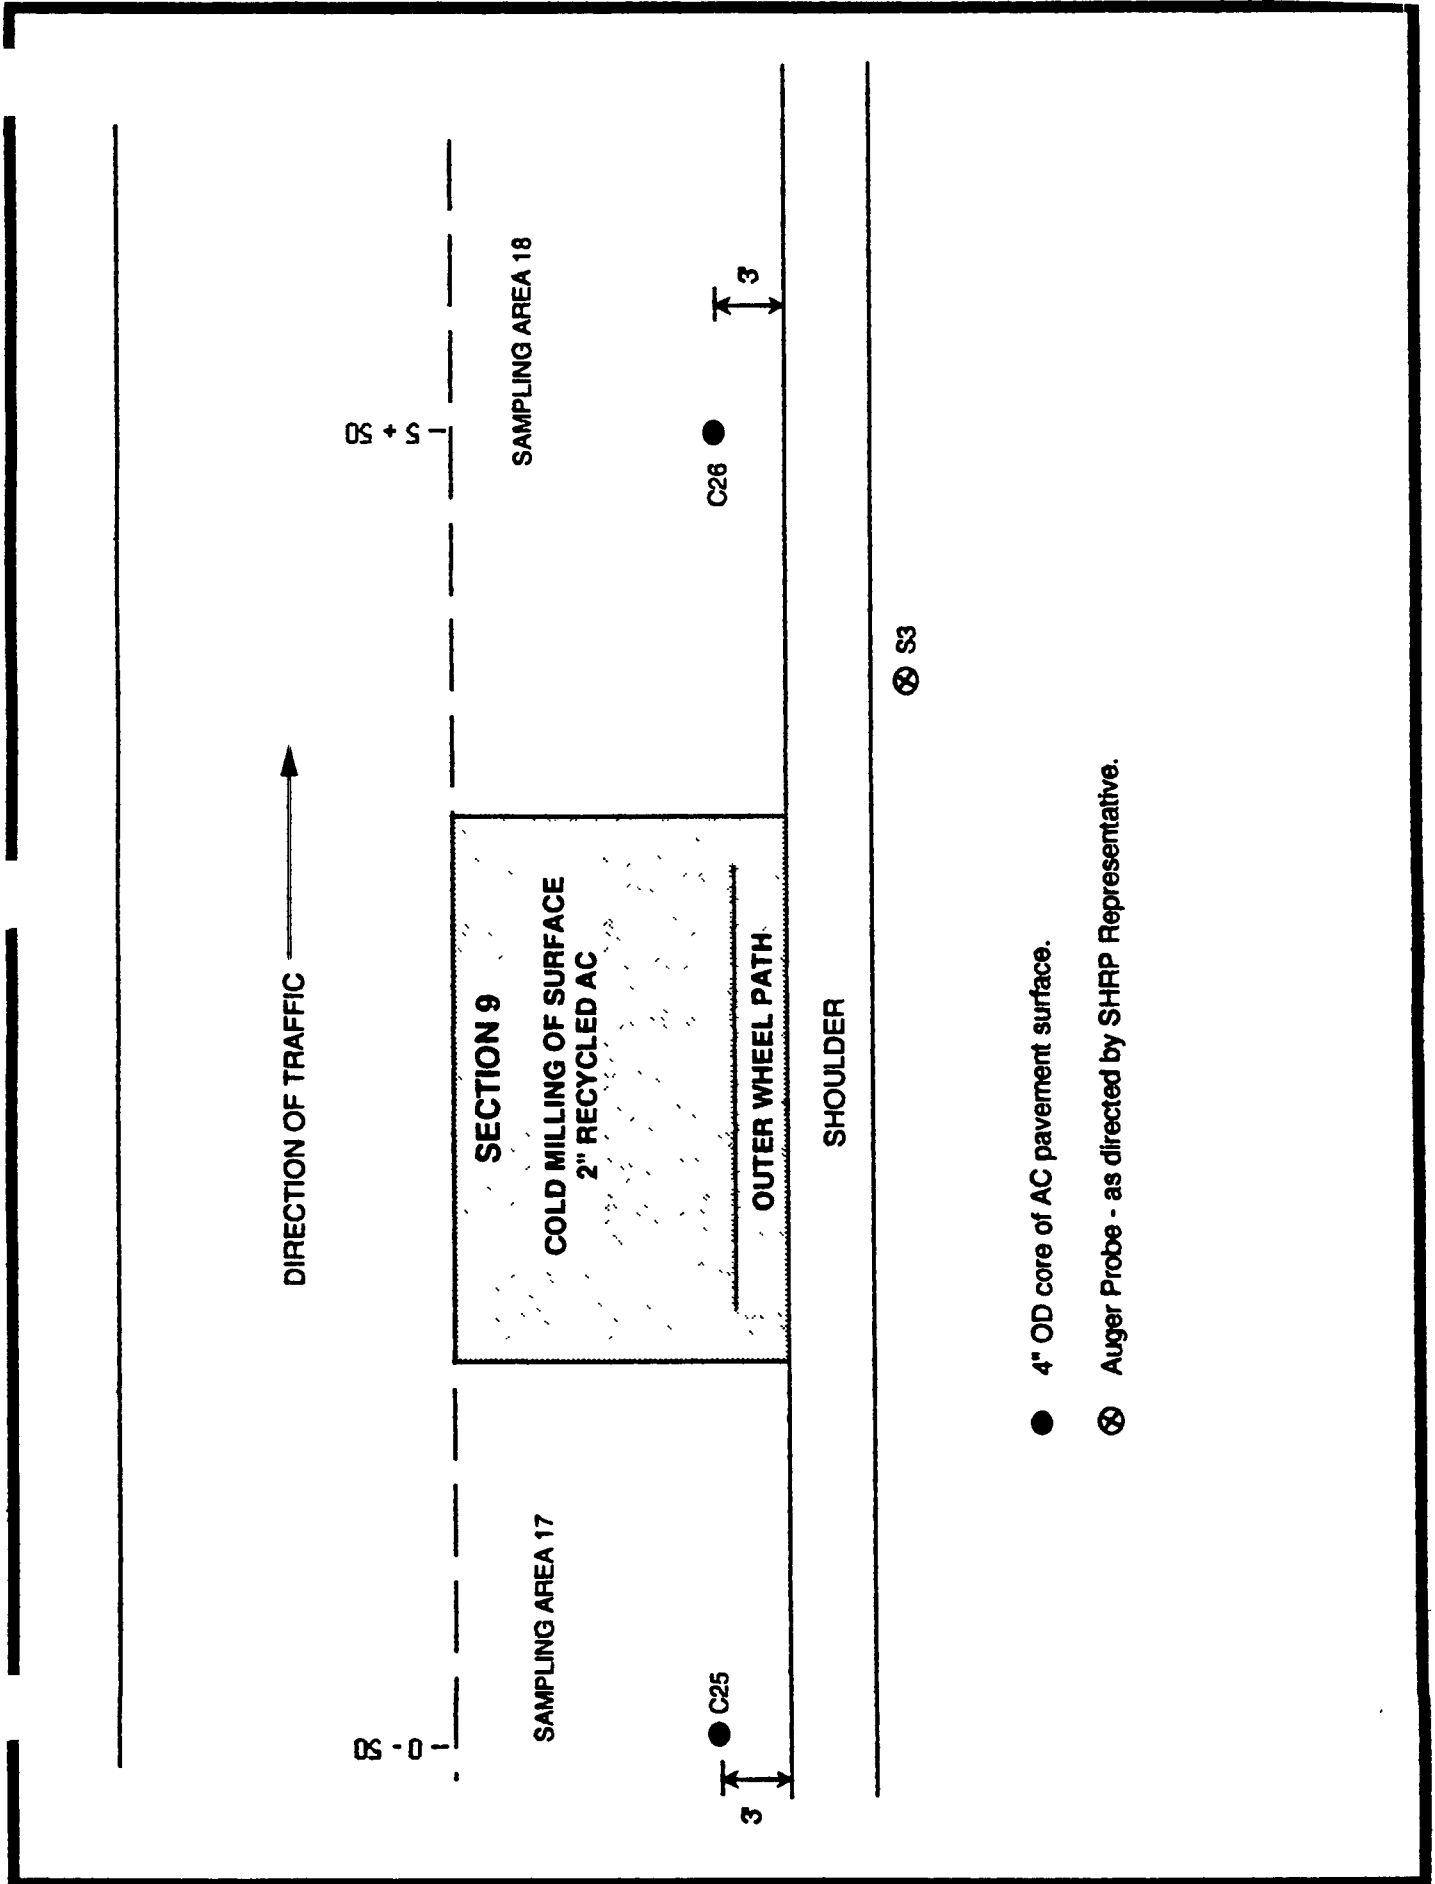 DIRECTION OF TRAFFIC
0 - 50
5 + 50
SAMPLING AREA 17
SECTION 9
COLD MILLING OF SURFACE
2" RECYCLED AC
SAMPLING AREA 18
C25
C26
3'
3'
OUTER WHEEL PATH
SHOULDER
S3
4" OD core of AC pavement surface.
Auger Probe - as directed by SHRP Representative.